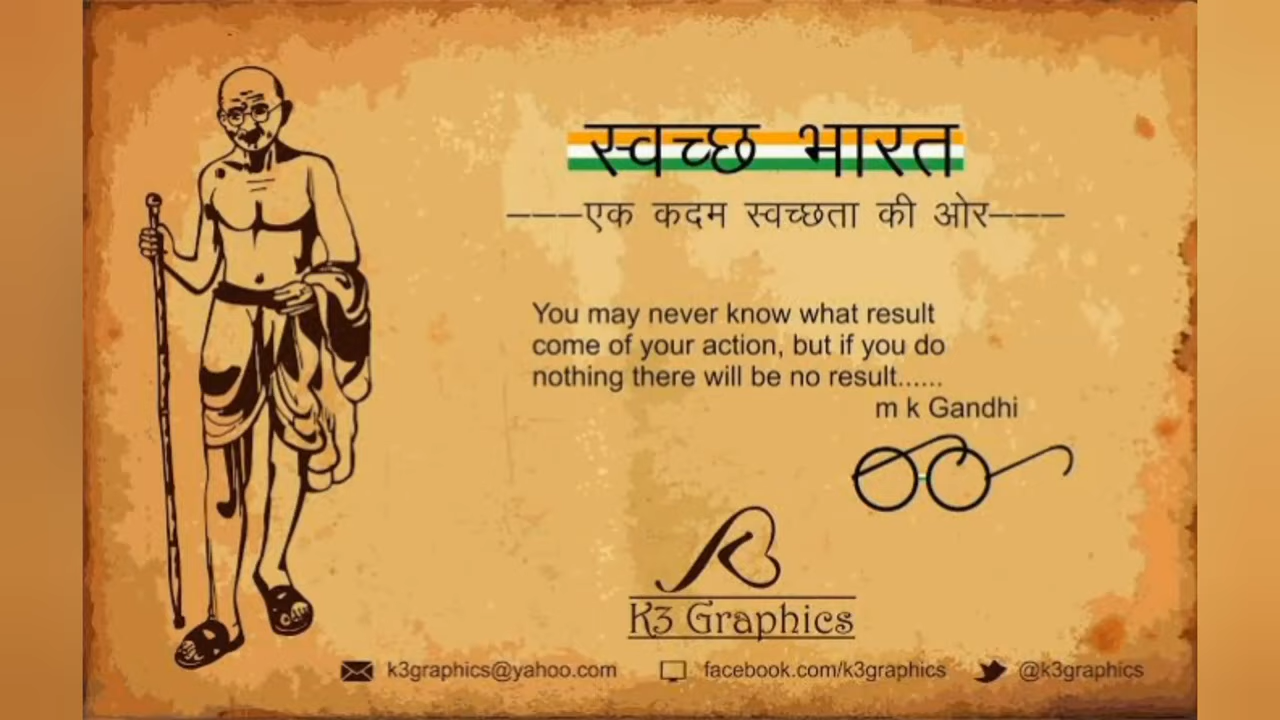 स्वच्छ भारत
———एक कदम स्वच्छता की ओर———
You may never know what result
come of your action, but if you do
nothing there will be no result......
m k Gandhi
K3 Graphics
k3graphics@yahoo.com facebook.com/k3graphics @k3graphics